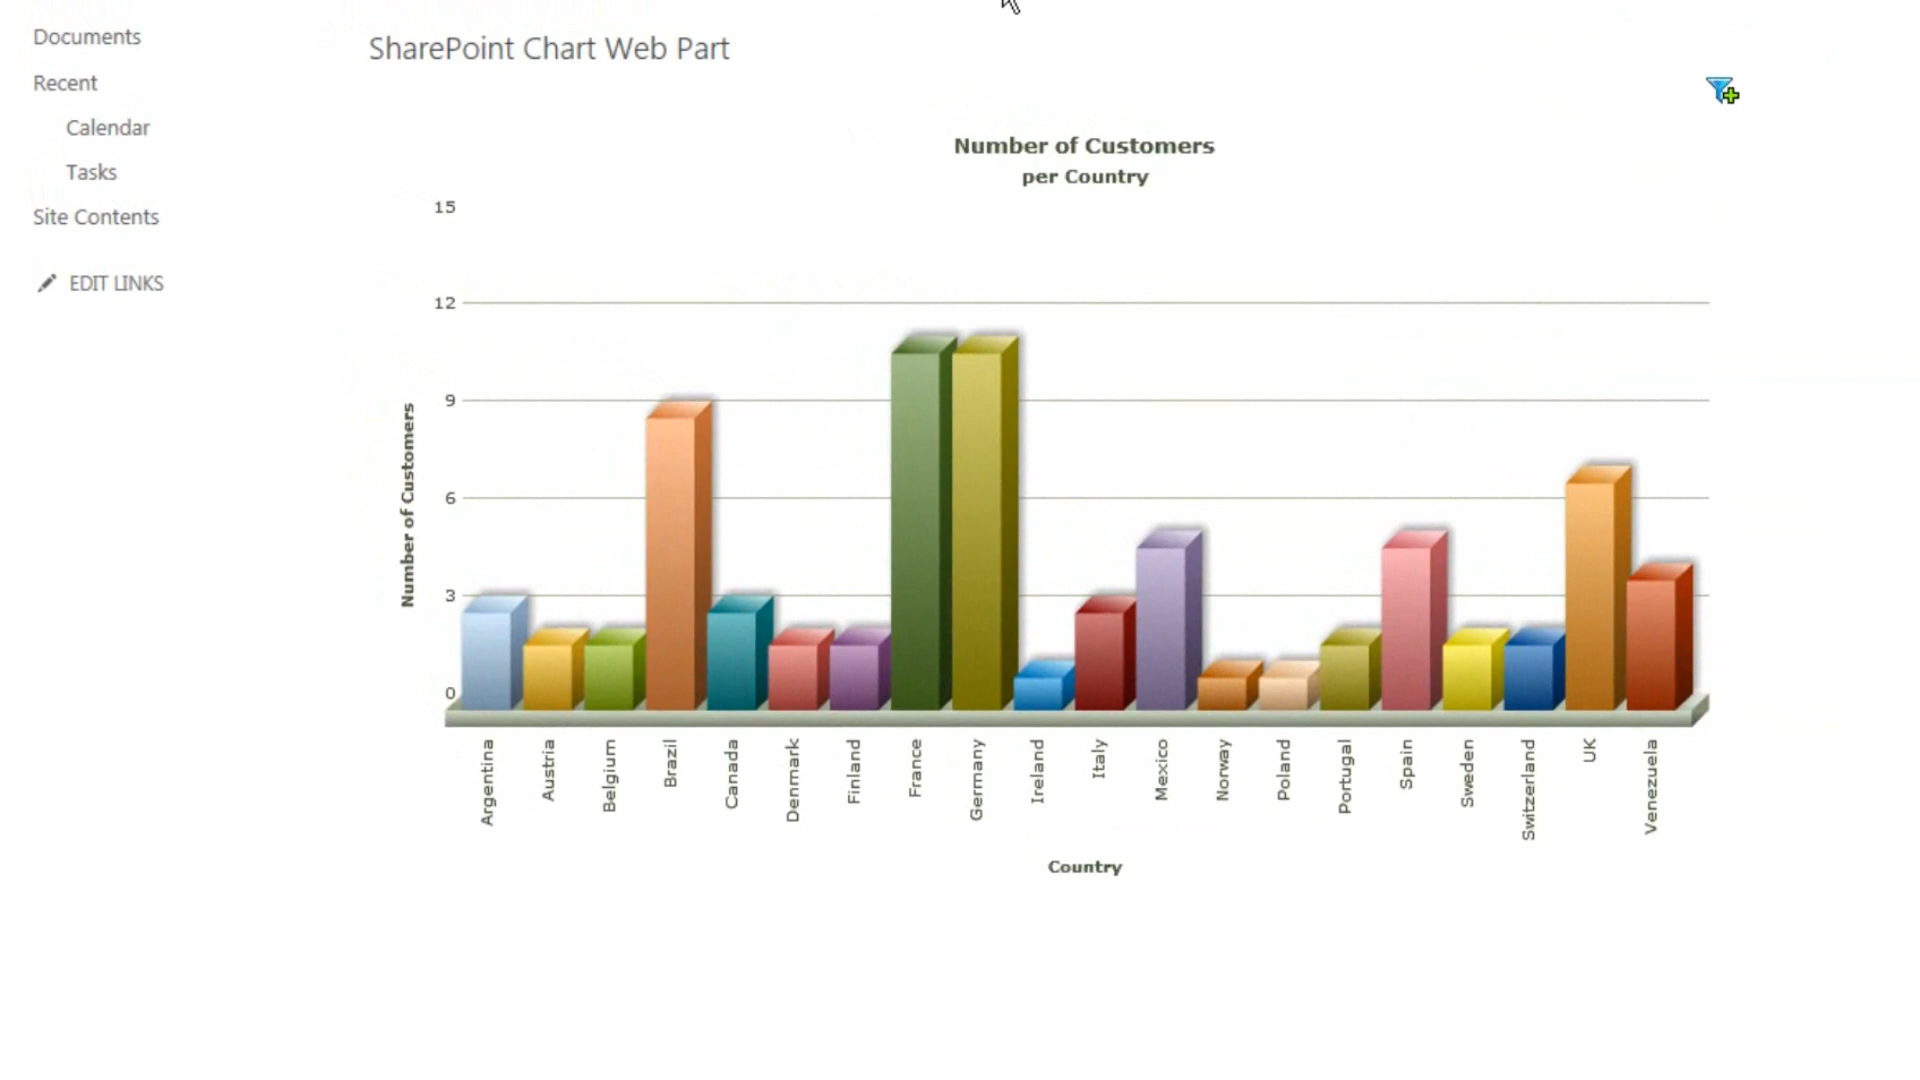 Documents
Recent
Calendar
Tasks
Site Contents
EDIT LINKS
SharePoint Chart Web Part
Number of Customers
per Country
15
12
9
6
3
0
Number of Customers
Argentina
Austria
Belgium
Brazil
Canada
Denmark
Finland
France
Germany
Ireland
Italy
Mexico
Norway
Poland
Portugal
Spain
Sweden
Switzerland
UK
Venezuela
Country